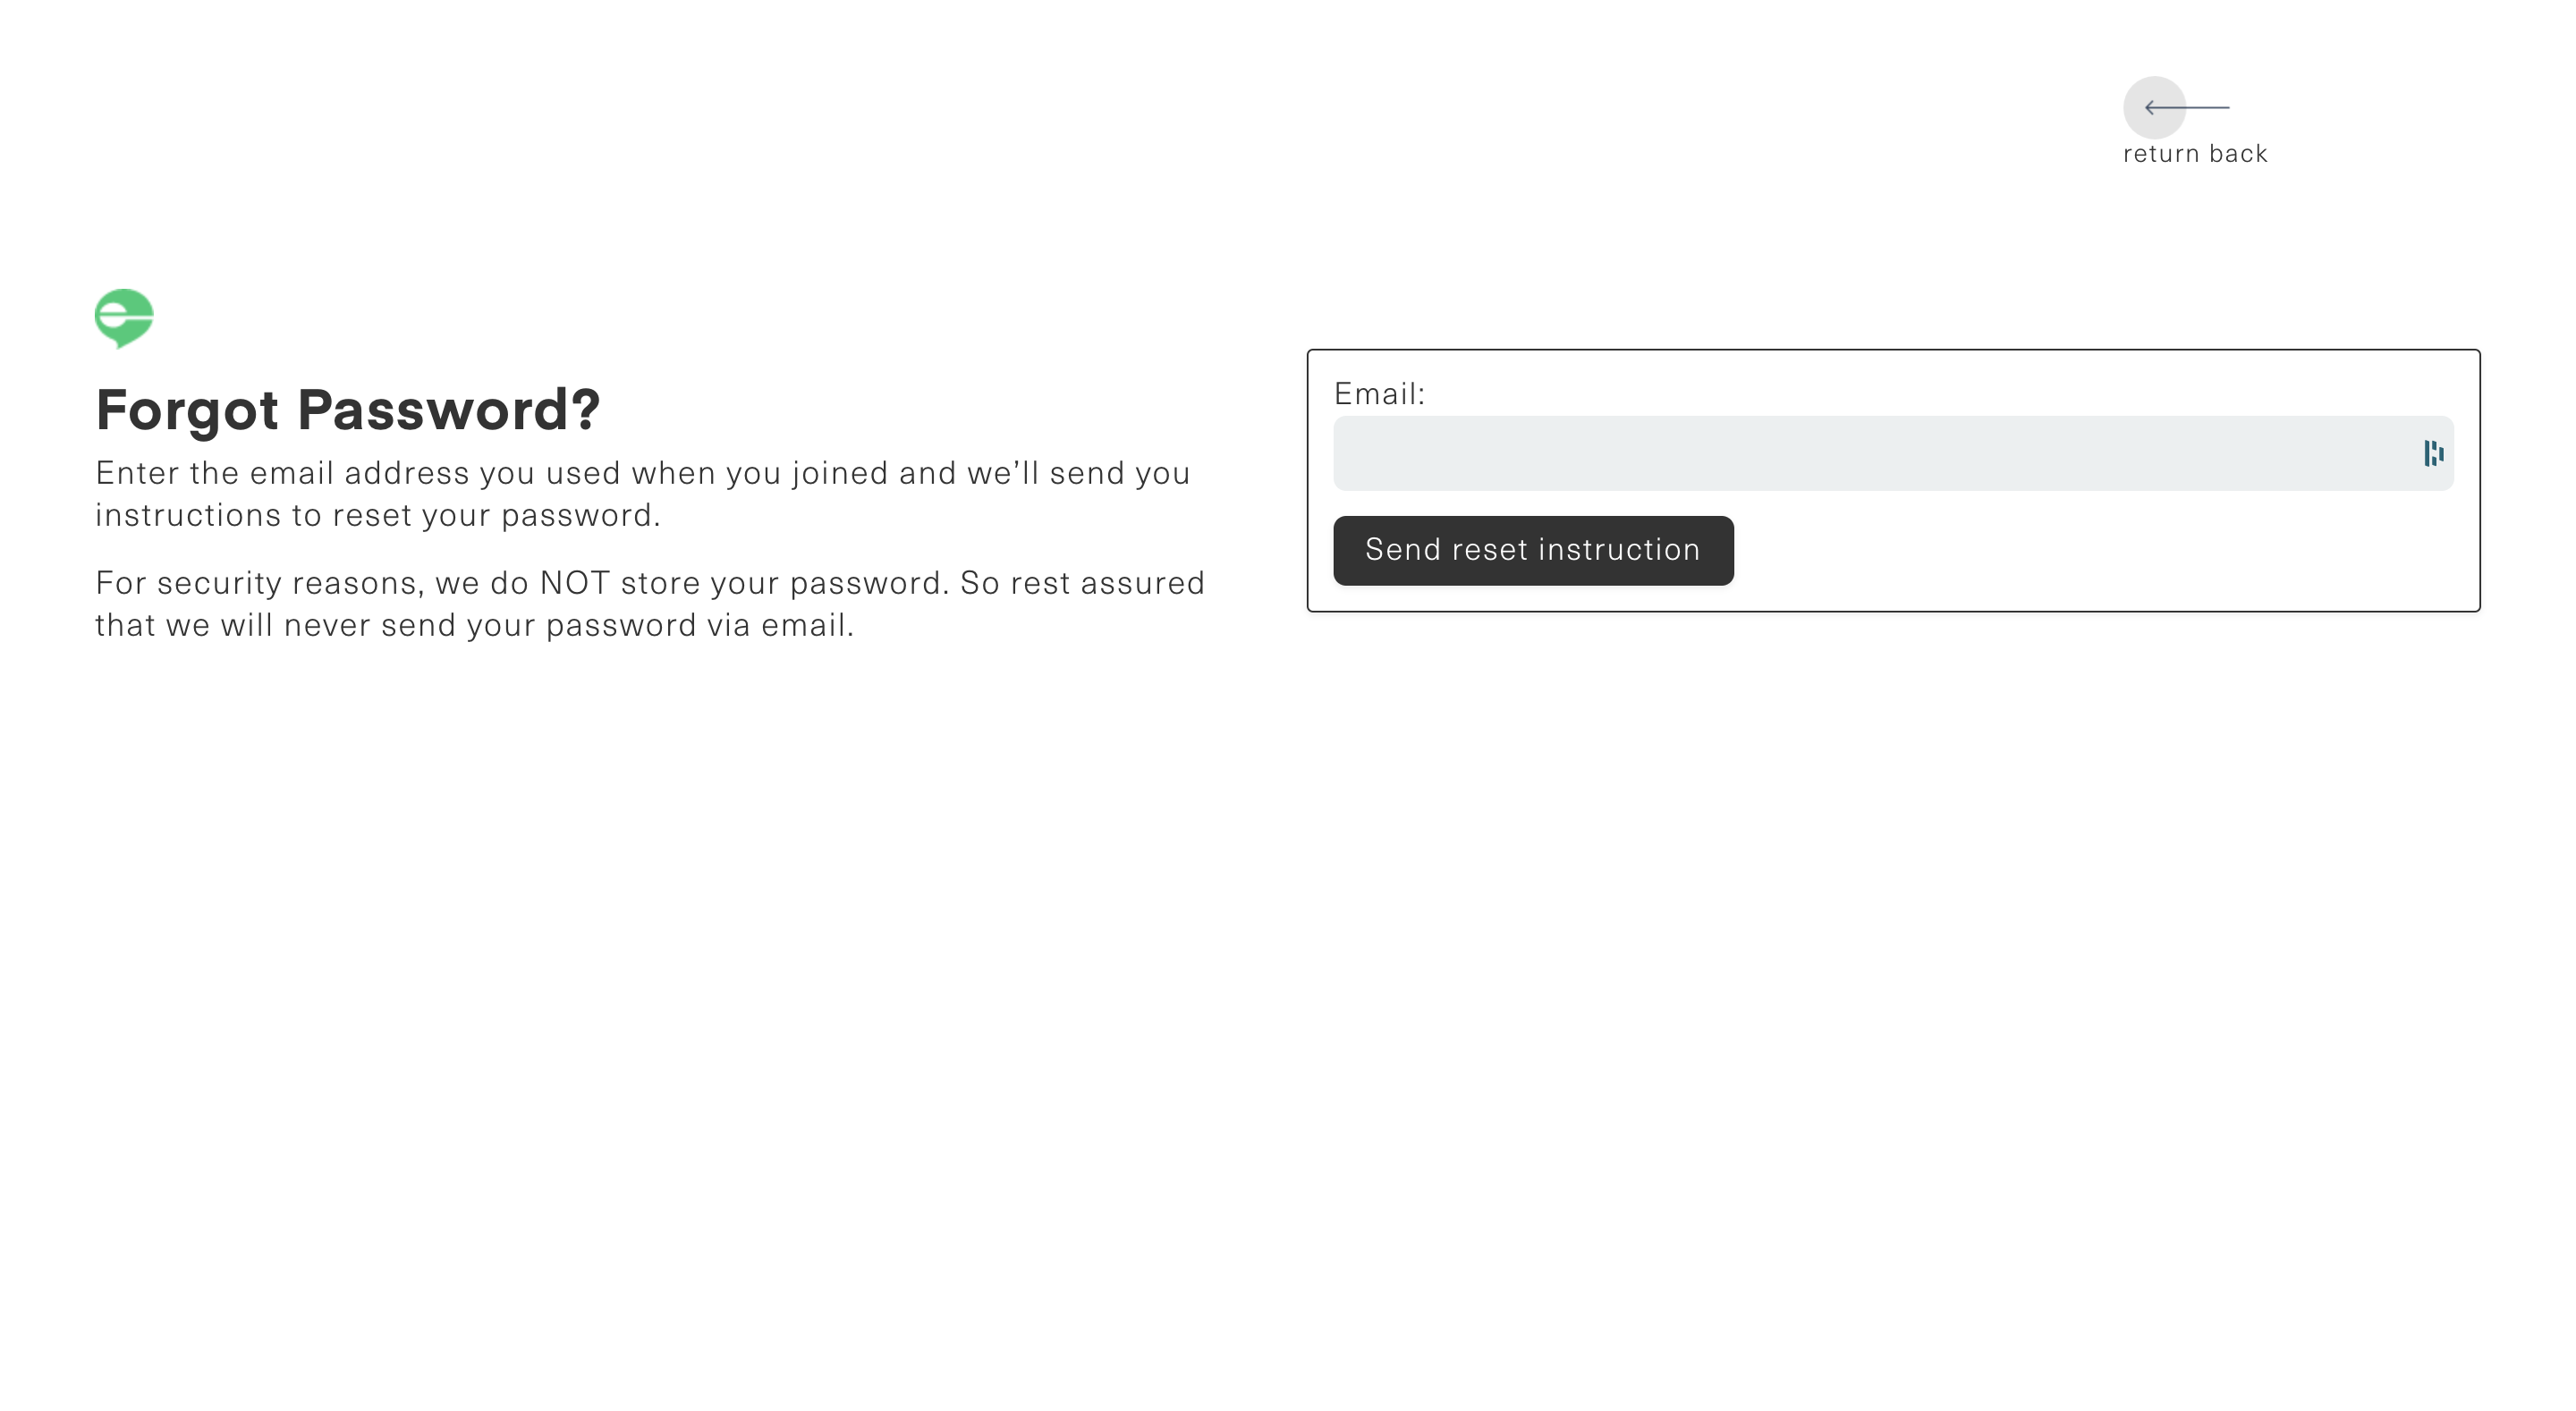 return back
Forgot Password?
Enter the email address you used when you joined and we’ll send you
instructions to reset your password.
For security reasons, we do NOT store your password. So rest assured
that we will never send your password via email.
Email:
Send reset instruction